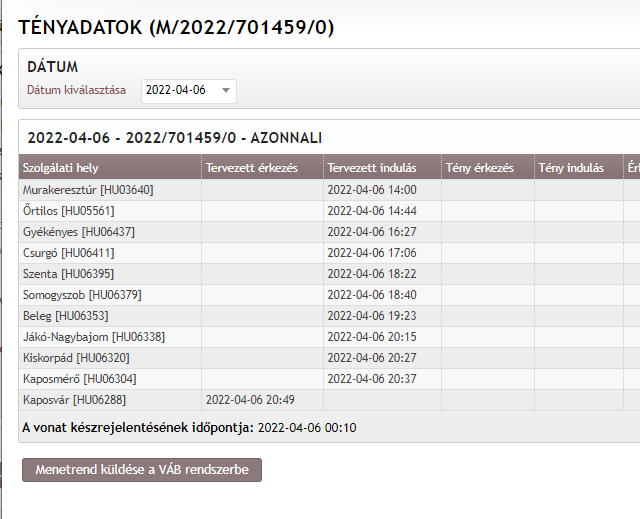 TÉNYADATOK (M/2022/701459/0)
DÁTUM
Dátum kiválasztása 2022-04-06
2022-04-06 - 2022/701459/0 - AZONNALI
Szolgálati hely Tervezett érkezés Tervezett indulás Tény érkezés Tény indulás
Murakeresztúr [HU03640] 2022-04-06 14:00
Őrtilos [HU05561] 2022-04-06 14:44
Gyékényes [HU06437] 2022-04-06 16:27
Csurgó [HU06411] 2022-04-06 17:06
Szenta [HU06395] 2022-04-06 18:22
Somogyszob [HU06379] 2022-04-06 18:40
Beleg [HU06353] 2022-04-06 19:23
Jákó-Nagybajom [HU06338] 2022-04-06 20:15
Kiskorpád [HU06320] 2022-04-06 20:27
Kaposmérő [HU06304] 2022-04-06 20:37
Kaposvár [HU06288] 2022-04-06 20:49
A vonat készrejelentésének időpontja: 2022-04-06 00:10
Menetrend küldése a VÁB rendszerbe